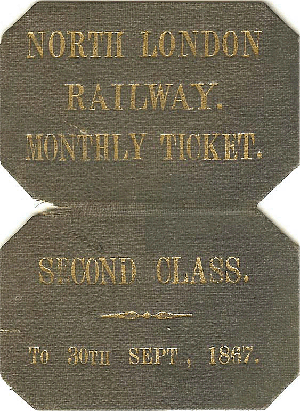 NORTH LONDON
RAILWAY.
MONTHLY TICKET.
SECOND CLASS.
To 30TH SEPT, 1867.